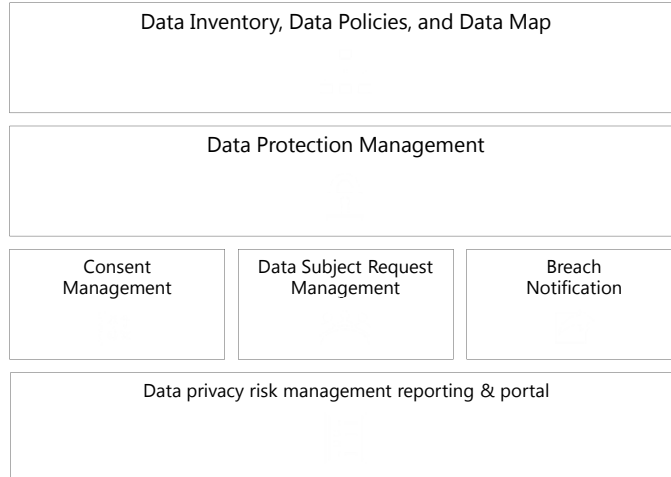 Data Inventory, Data Policies, and Data Map
Data Protection Management
Consent
Management
Data Subject Request
Management
Breach
Notification
Data privacy risk management reporting & portal